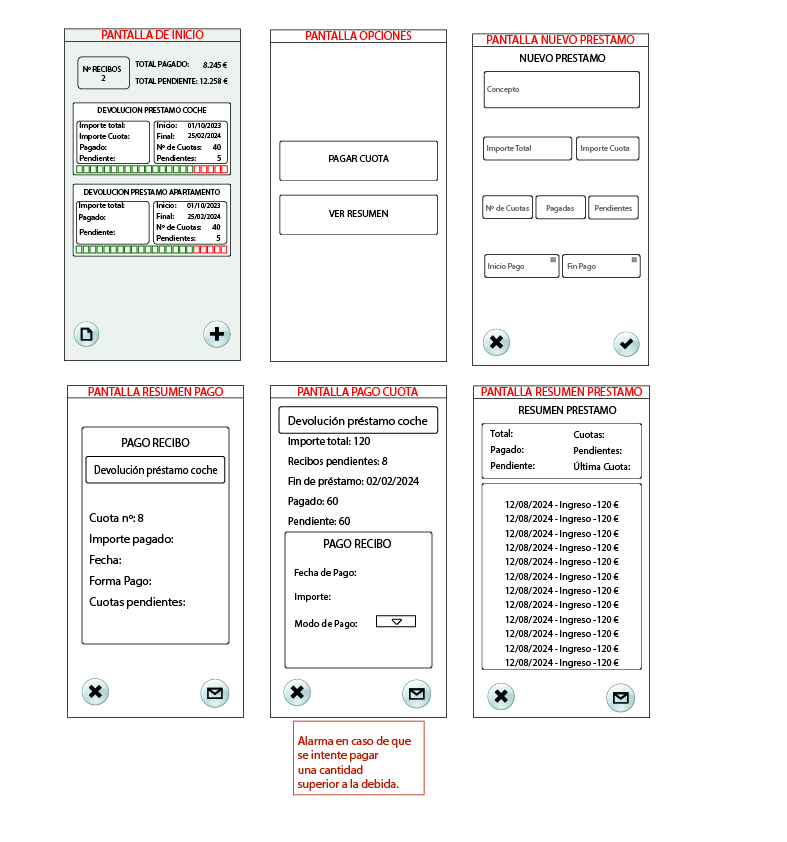 PANTALLA DE INICIO
Nº RECIBOS
2
TOTAL PAGADO: 8.245 €
TOTAL PENDIENTE: 12.258 €
DEVOLUCION PRESTAMO COCHE
Importe total:
Importe Cuota:
Pagado:
Pendiente:
Inicio: 01/10/2023
Final: 25/02/2024
Nº de Cuotas: 40
Pendientes: 5
DEVOLUCION PRESTAMO APARTAMENTO
Importe total:
Pagado:
Pendiente:
Inicio: 01/10/2023
Final: 25/02/2024
Nº de Cuotas: 40
Pendientes: 5
PANTALLA OPCIONES
PAGAR CUOTA
VER RESUMEN
PANTALLA NUEVO PRESTAMO
NUEVO PRESTAMO
Concepto
Importe Total
Importe Cuota
Nº de Cuotas
Pagadas
Pendientes
Inicio Pago
Fin Pago
PANTALLA RESUMEN PAGO
PAGO RECIBO
Devolución préstamo coche
Cuota nº: 8
Importe pagado:
Fecha:
Forma Pago:
Cuotas pendientes:
PANTALLA PAGO CUOTA
Devolución préstamo coche
Importe total: 120
Recibos pendientes: 8
Fin de préstamo: 02/02/2024
Pagado: 60
Pendiente: 60
PAGO RECIBO
Fecha de Pago:
Importe:
Modo de Pago:
Alarma en caso de que
se intente pagar
una cantidad
superior a la debida.
PANTALLA RESUMEN PRESTAMO
RESUMEN PRESTAMO
Total:
Pagado:
Pendiente:
Cuotas:
Pendientes:
Última Cuota:
12/08/2024 - Ingreso -120 €
12/08/2024 - Ingreso -120 €
12/08/2024 - Ingreso -120 €
12/08/2024 - Ingreso -120 €
12/08/2024 - Ingreso -120 €
12/08/2024 - Ingreso -120 €
12/08/2024 - Ingreso -120 €
12/08/2024 - Ingreso -120 €
12/08/2024 - Ingreso -120 €
12/08/2024 - Ingreso -120 €
12/08/2024 - Ingreso -120 €
12/08/2024 - Ingreso -120 €